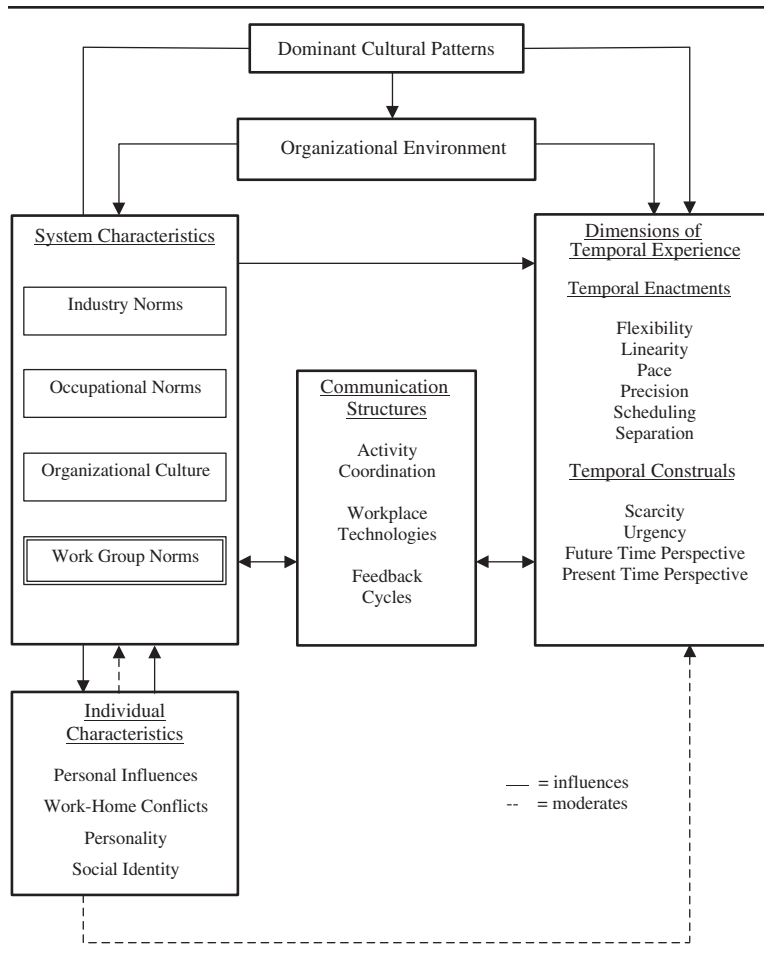 Dominant Cultural Patterns
Organizational Environment
System Characteristics
Industry Norms
Occupational Norms
Organizational Culture
Work Group Norms
Communication
Structures
Activity
Coordination
Workplace
Technologies
Feedback
Cycles
Dimensions of
Temporal Experience
Temporal Enactments
Flexibility
Linearity
Pace
Precision
Scheduling
Separation
Temporal Construals
Scarcity
Urgency
Future Time Perspective
Present Time Perspective
Individual
Characteristics
Personal Influences
Work-Home Conflicts
Personality
Social Identity
= influences
-- = moderates